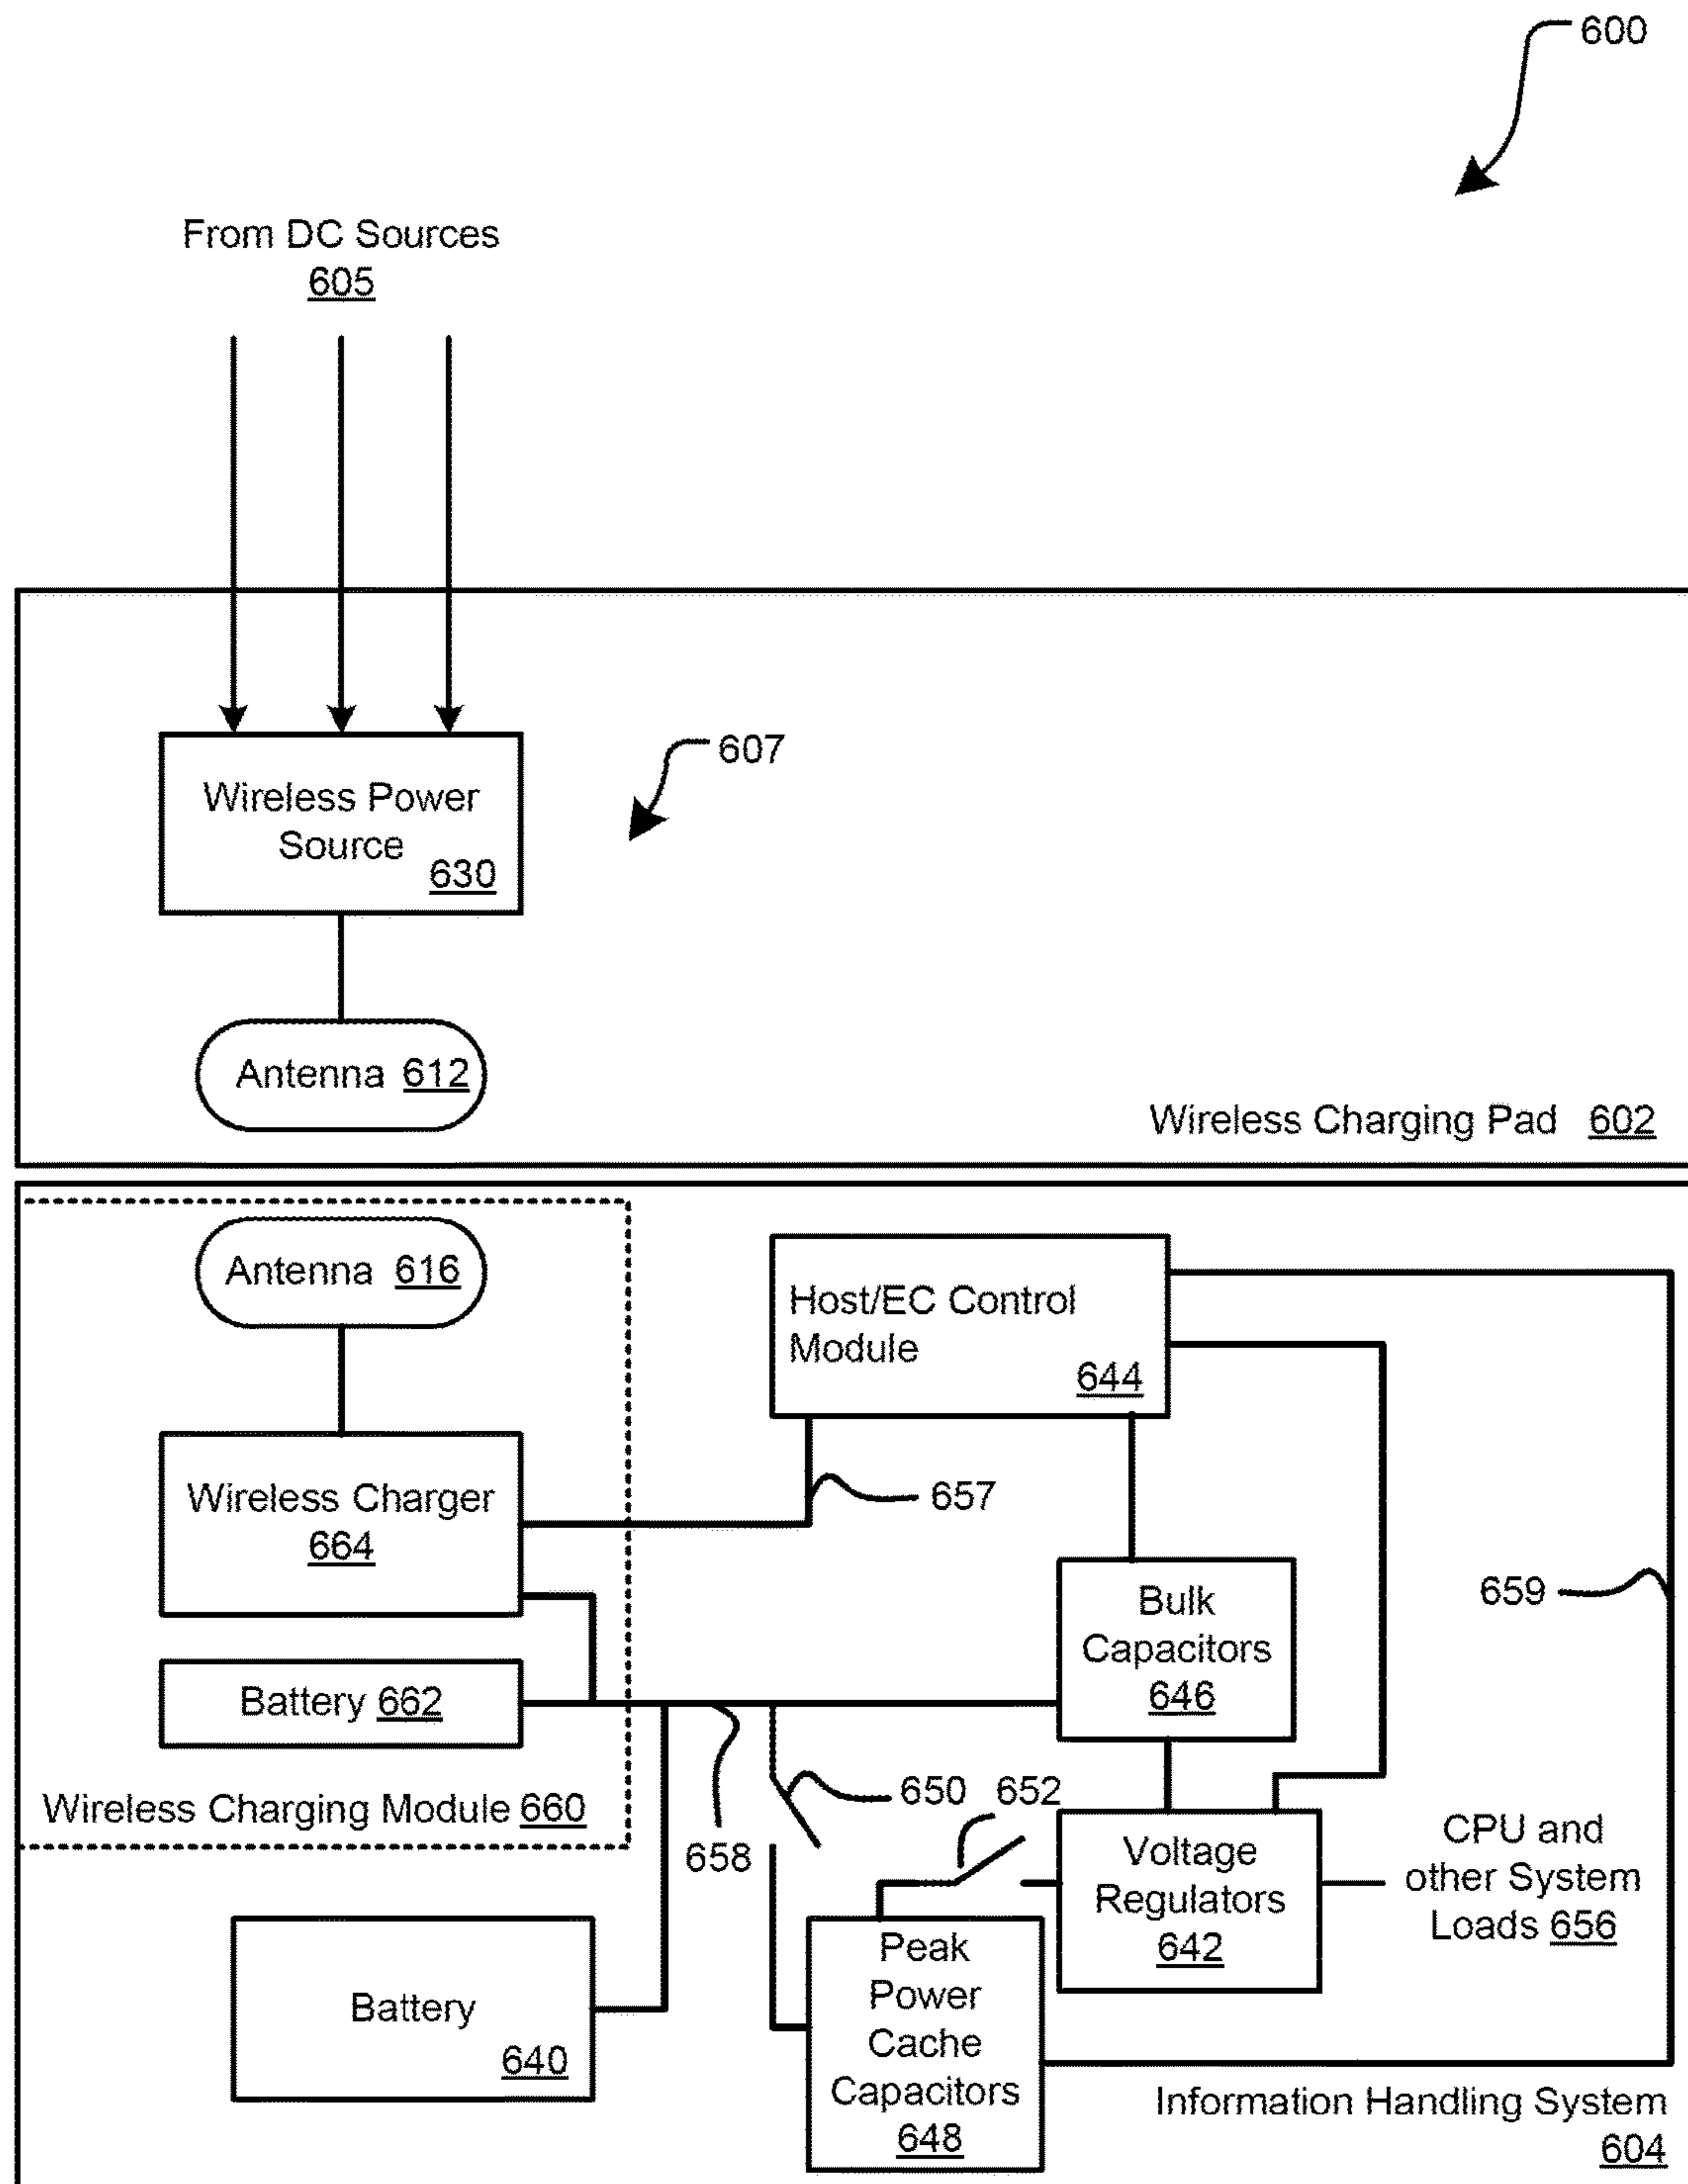 600
From DC Sources
605
607
Wireless Power
Source
630
Antenna 612
Wireless Charging Pad 602
Antenna 616
Host/EC Control
Module
644
Wireless Charger
664
657
Bulk
Capacitors
646
659
Battery 662
Wireless Charging Module 660
658
650
652
Voltage
Regulators
642
CPU and
other System
Loads 656
Battery
640
Peak
Power
Cache
Capacitors
648
Information Handling System
604